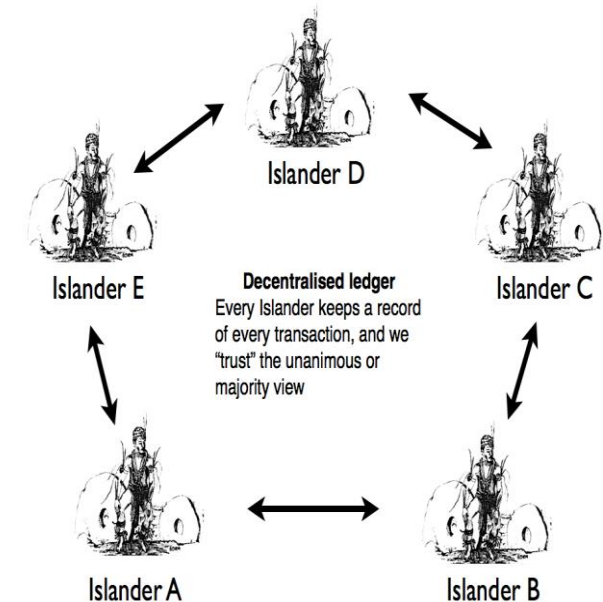 Islander D
Islander E
Islander C
Decentralised ledger
Every Islander keeps a record
of every transaction, and we
“trust” the unanimous or
majority view
Islander A
Islander B